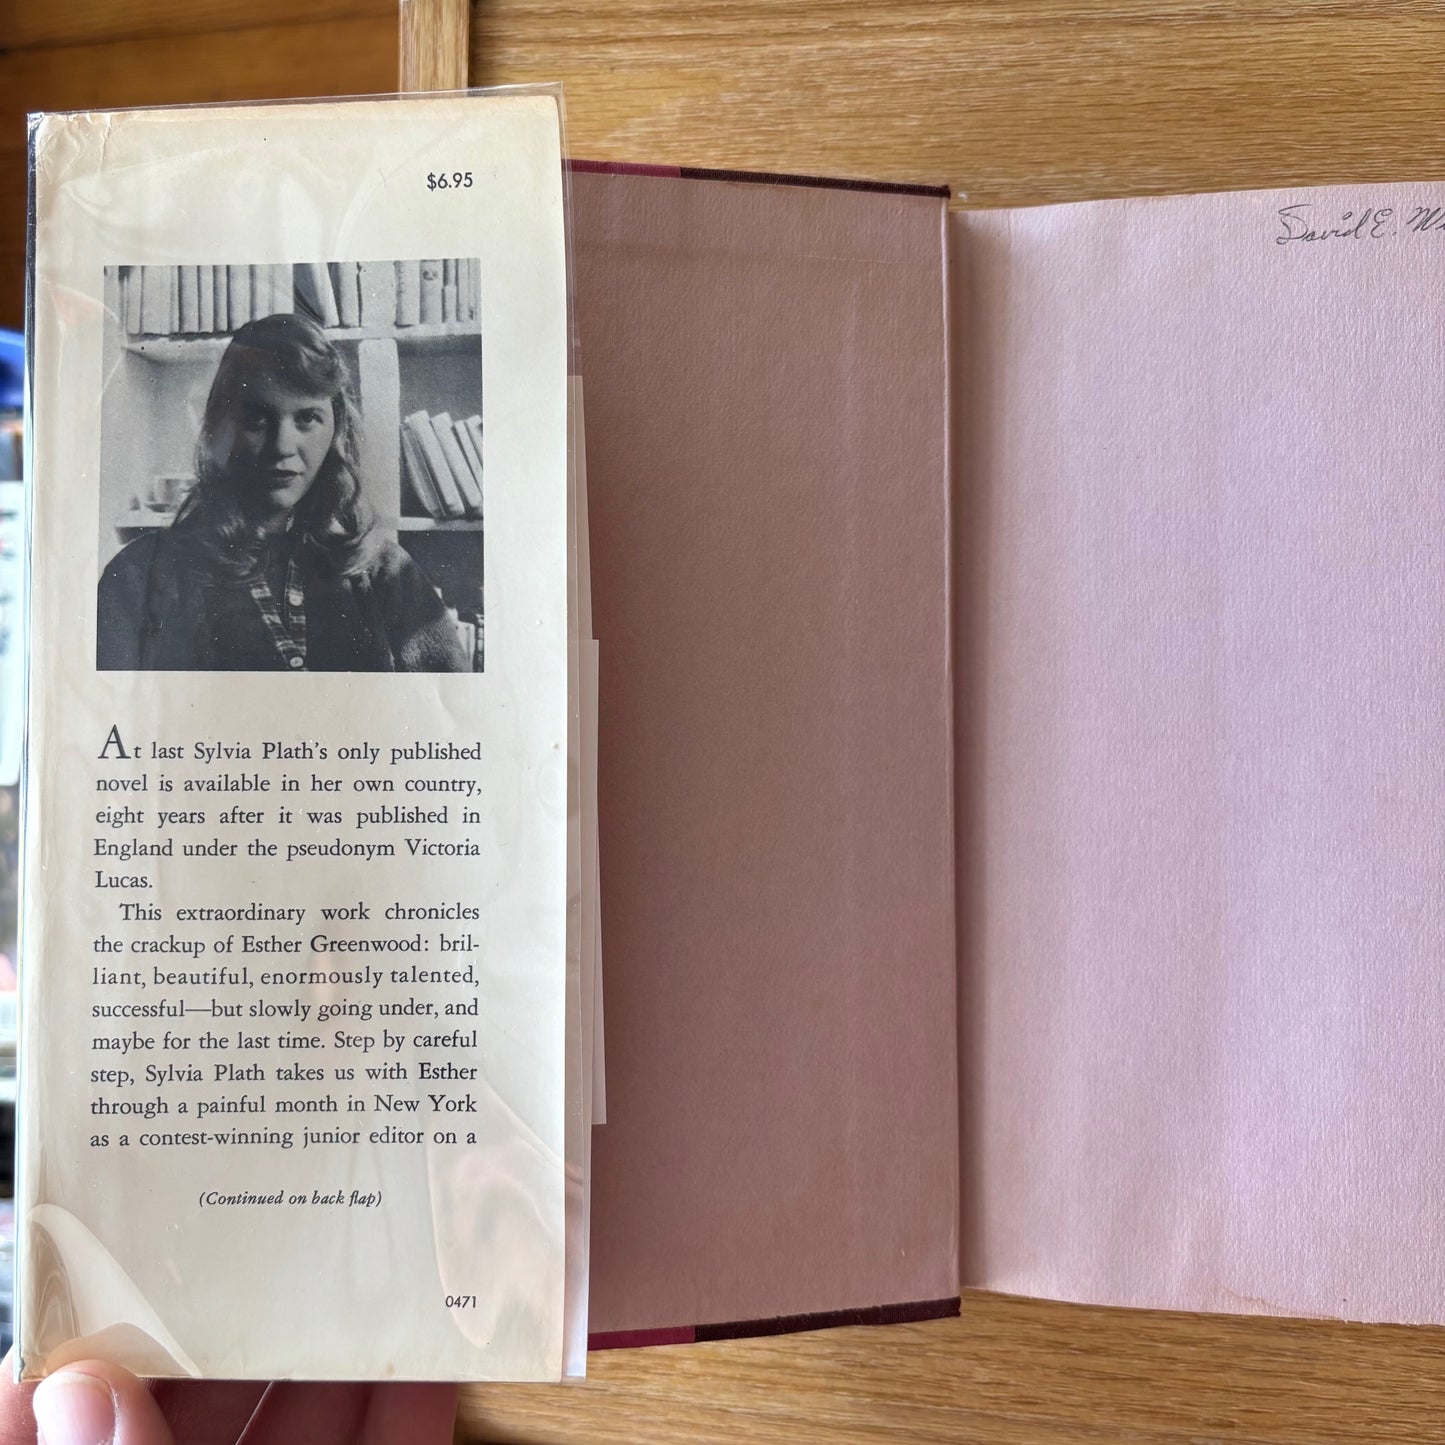 $6.95
At last Sylvia Plath's only published
novel is available in her own country,
eight years after it was published in
England under the pseudonym Victoria
Lucas.
This extraordinary work chronicles
the crackup of Esther Greenwood: bril-
liant, beautiful, enormously talented,
successful—but slowly going under, and
maybe for the last time. Step by careful
step, Sylvia Plath takes us with Esther
through a painful month in New York
as a contest-winning junior editor on a
(Continued on back flap)
0471
David E.